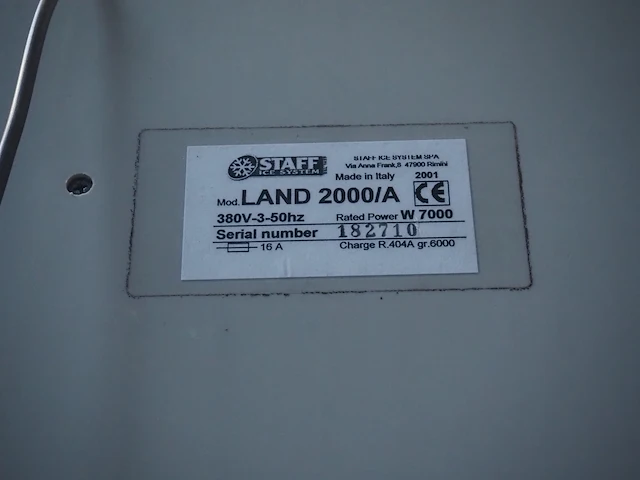 STAFF
ICE SYSTEM
STAFF ICE SYSTEM SPA
Via Anna Frank,8 47900 Rimini
Made in Italy 2001
Mod. LAND 2000/A CE
380V-3-50hz Rated Power W 7000
Serial number 182710
16 A Charge R.404A gr.6000